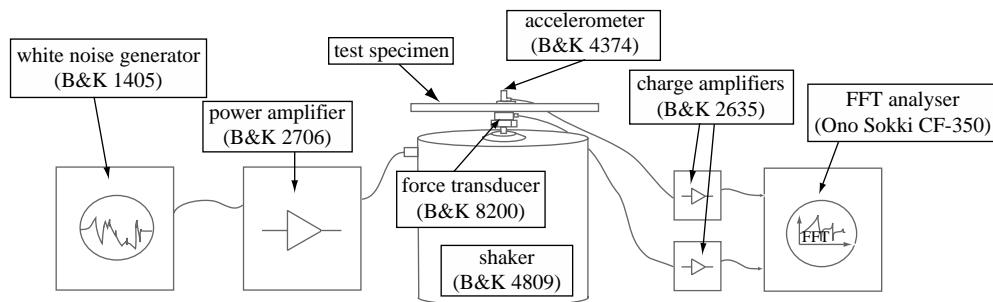 white noise generator
(B&K 1405)
test specimen
accelerometer
(B&K 4374)
power amplifier
(B&K 2706)
charge amplifiers
(B&K 2635)
FFT analyser
(Ono Sokki CF-350)
force transducer
(B&K 8200)
shaker
(B&K 4809)
FFT